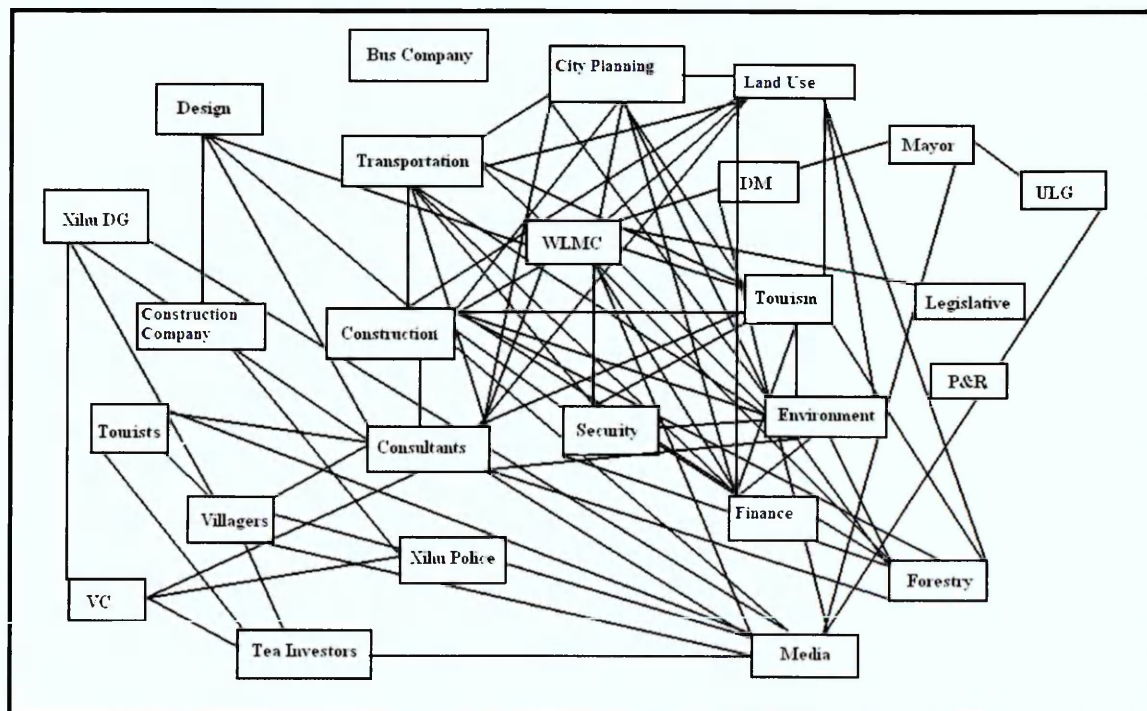 Bus Company
City Planning
Land Use
Design
Mayor
Transportation
DM
ULG
Xihu DG
WLMC
Tourism
Legislative
Construction
Company
Construction
P&R
Tourists
Environment
Security
Consultants
Villagers
Finance
Xihu Police
Forestry
VC
Tea Investors
Media